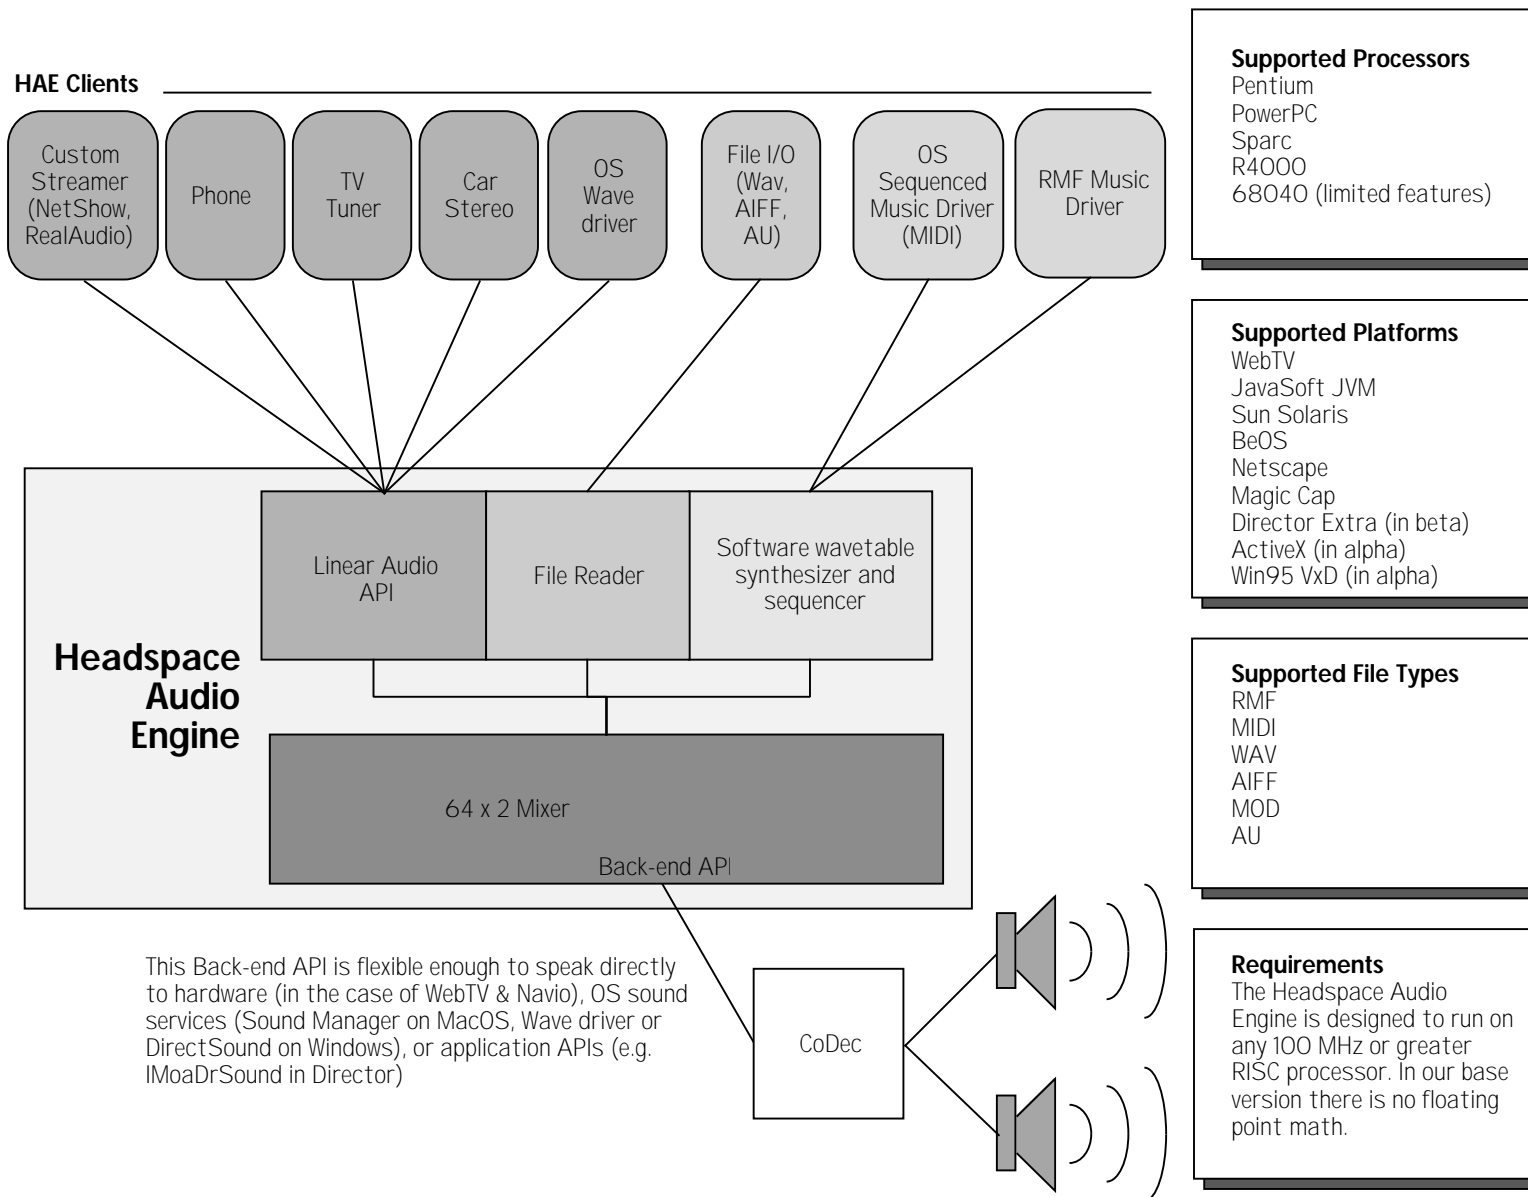 HAE Clients
Custom
Streamer
(NetShow,
RealAudio)
Phone
TV
Tuner
Car
Stereo
OS
Wave
driver
File I/O
(Wav,
AIFF,
AU)
OS
Sequenced
Music Driver
(MIDI)
RMF Music
Driver
Linear Audio
API
File Reader
Software wavetable
synthesizer and
sequencer
Headspace
Audio
Engine
64 x 2 Mixer
Back-end API
This Back-end API is flexible enough to speak directly
to hardware (in the case of WebTV & Navio), OS sound
services (Sound Manager on MacOS, Wave driver or
DirectSound on Windows), or application APIs (e.g.
IMoaDrSound in Director)
CoDec
Supported Processors
Pentium
PowerPC
Sparc
R4000
68040 (limited features)
Supported Platforms
WebTV
JavaSoft JVM
Sun Solaris
BeOS
Netscape
Magic Cap
Director Extra (in beta)
ActiveX (in alpha)
Win95 VxD (in alpha)
Supported File Types
RMF
MIDI
WAV
AIFF
MOD
AU
Requirements
The Headspace Audio
Engine is designed to run on
any 100 MHz or greater
RISC processor. In our base
version there is no floating
point math.